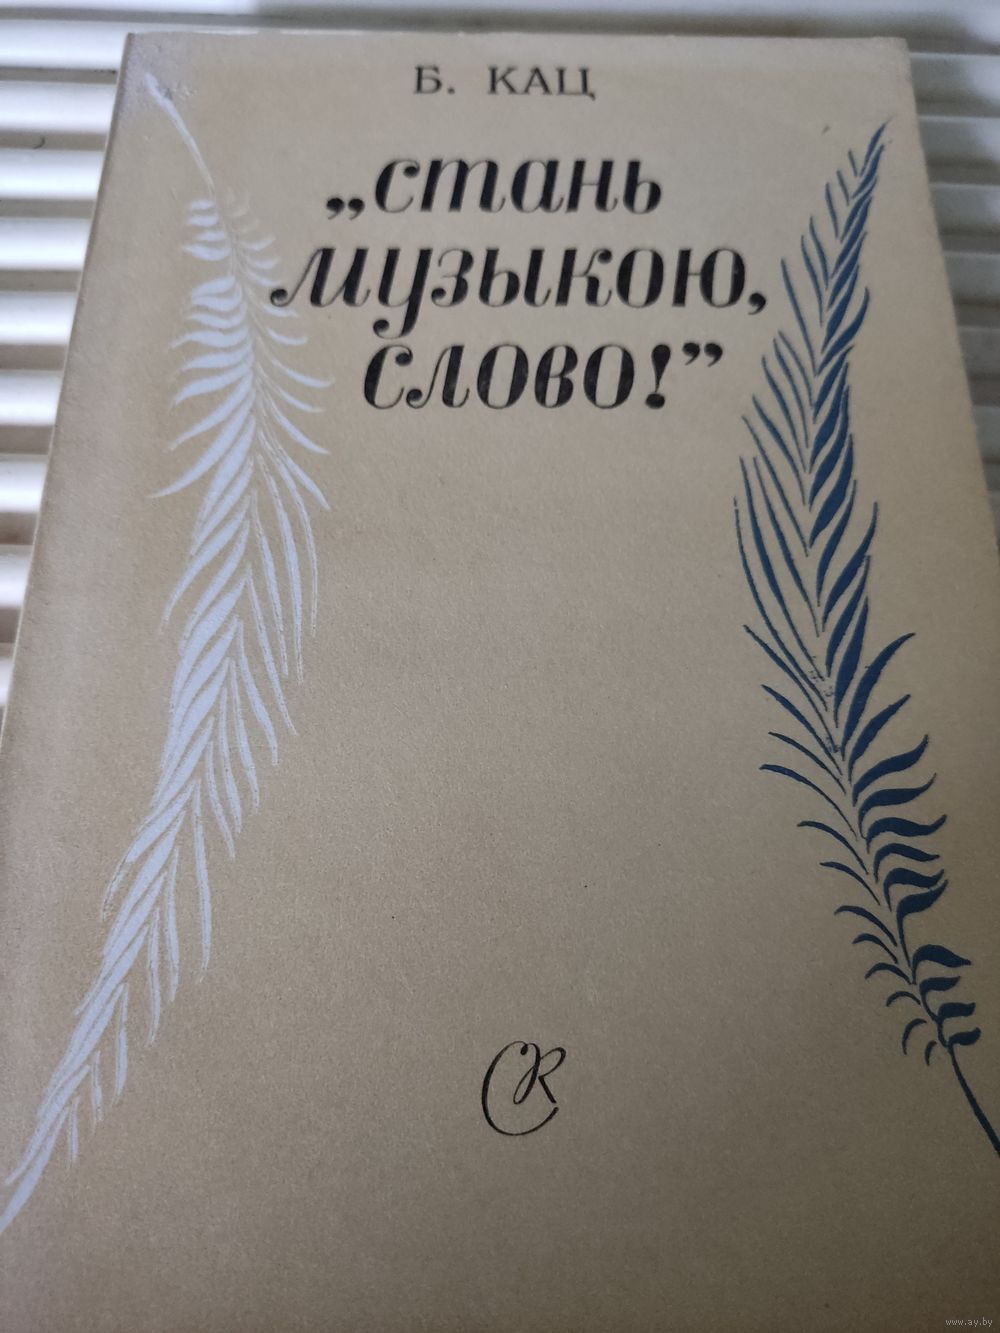 Б. КАЦ
„стань
музыкою,
слово!”
СК
www.ay.by